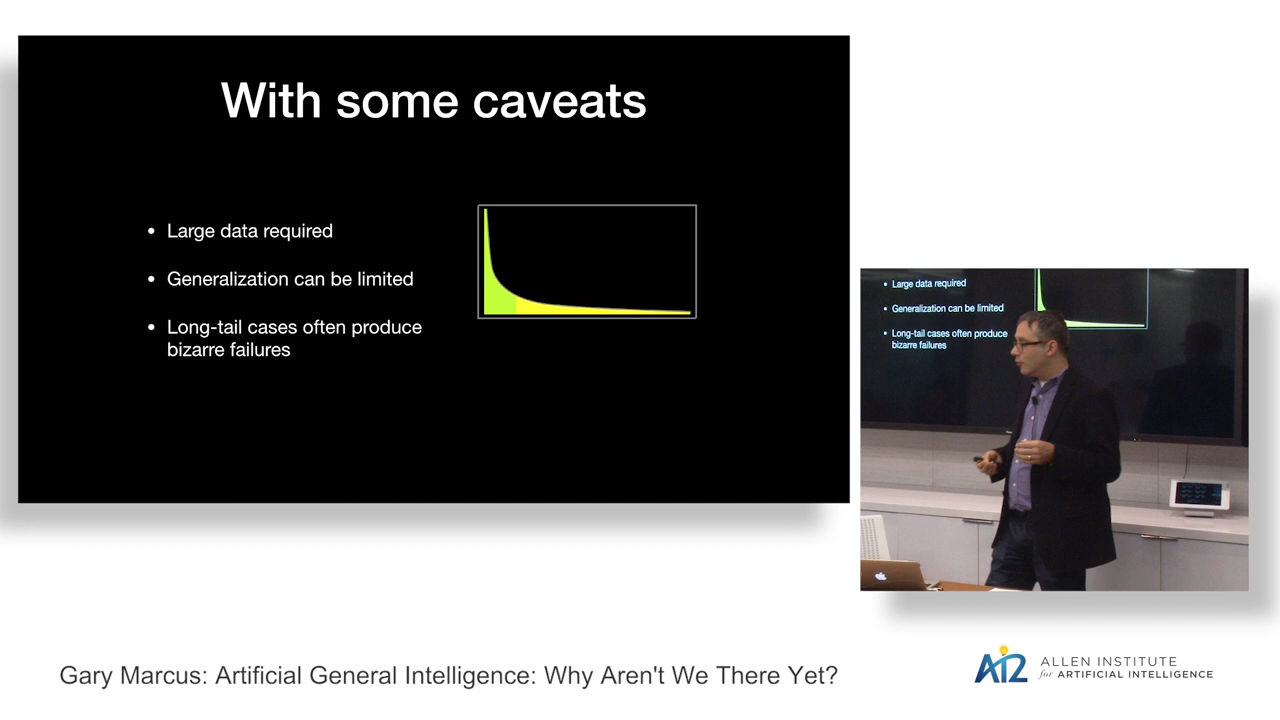 With some caveats
• Large data required
• Generalization can be limited
• Long-tail cases often produce
bizarre failures
• Large data required
• Generalization can be limited
• Long-tail cases often produce
bizarre failures
Gary Marcus: Artificial General Intelligence: Why Aren't We There Yet?
AI2
ALLEN INSTITUTE
for ARTIFICIAL INTELLIGENCE